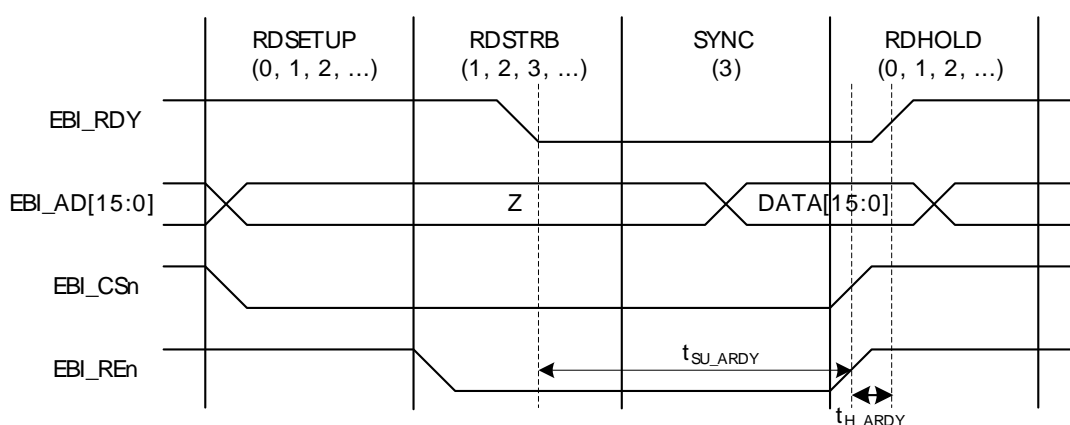 RDSETUP
(0, 1, 2, ...)
RDSTRB
(1, 2, 3, ...)
SYNC
(3)
RDHOLD
(0, 1, 2, ...)
EBI_RDY
EBI_AD[15:0]
Z
DATA[15:0]
EBI_CSn
EBI_REn
tSU_ARDY
tH_ARDY